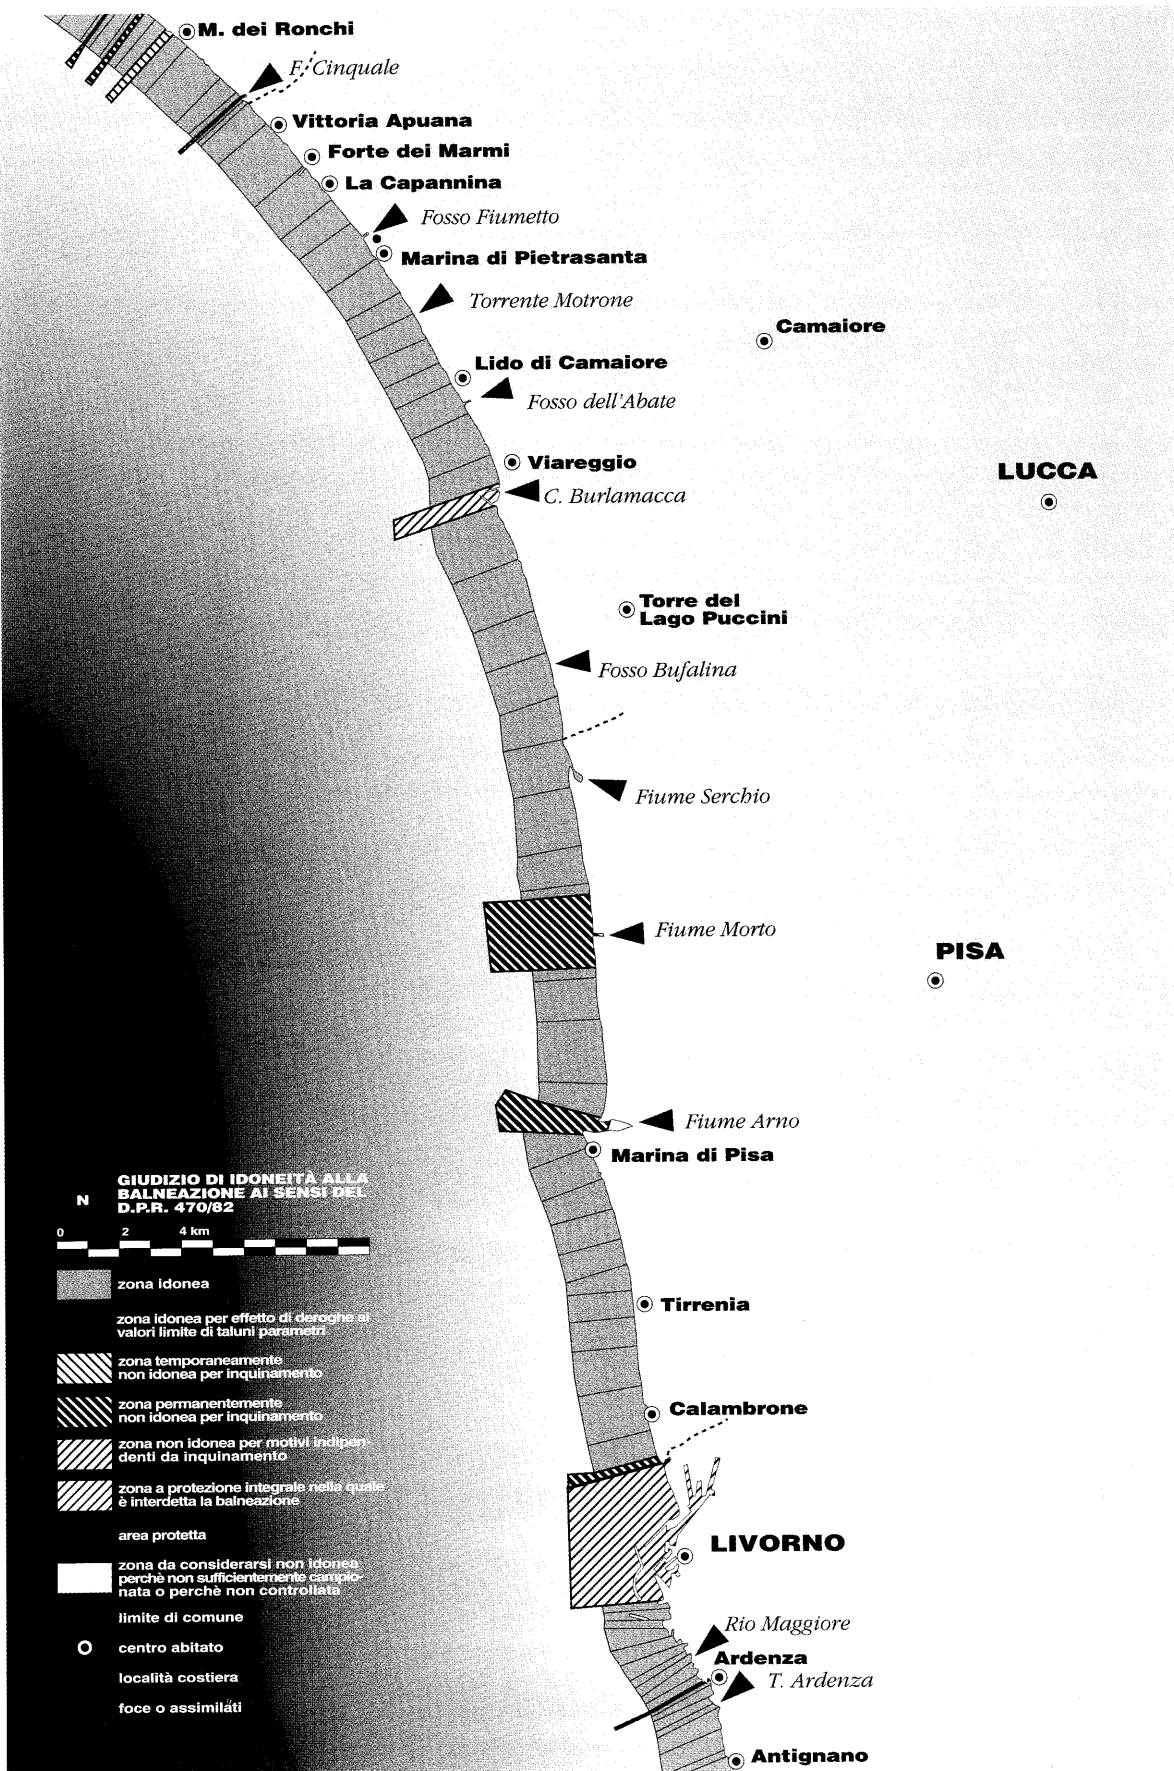 M. dei Ronchi
F. Cinquale
Vittoria Apuana
Forte dei Marmi
La Capannina
Fosso Fiumetto
Marina di Pietrasanta
Torrente Motrone
Camaiore
Lido di Camaiore
Fosso dell'Abate
Viareggio
LUCCA
C. Burlamacca
Torre del
Lago Puccini
Fosso Bufalina
Fiume Serchio
Fiume Morto
PISA
Fiume Arno
Marina di Pisa
GIUDIZIO DI IDONEITÀ ALLA
BALNEAZIONE AI SENSI DEL
D.P.R. 470/82
N
0 2 4 km
zona idonea
zona idonea per effetto di deroghe ai
valori limite di taluni parametri
zona temporaneamente
non idonea per inquinamento
zona permanentemente
non idonea per inquinamento
zona non idonea per motivi indipen-
denti da inquinamento
zona a protezione integrale nella quale
è interdetta la balneazione
area protetta
zona da considerarsi non idonea
perchè non sufficientemente campio-
nata o perchè non controllata
limite di comune
centro abitato
località costiera
foce o assimilati
Tirrenia
Calambrone
LIVORNO
Rio Maggiore
Ardenza
T. Ardenza
Antignano